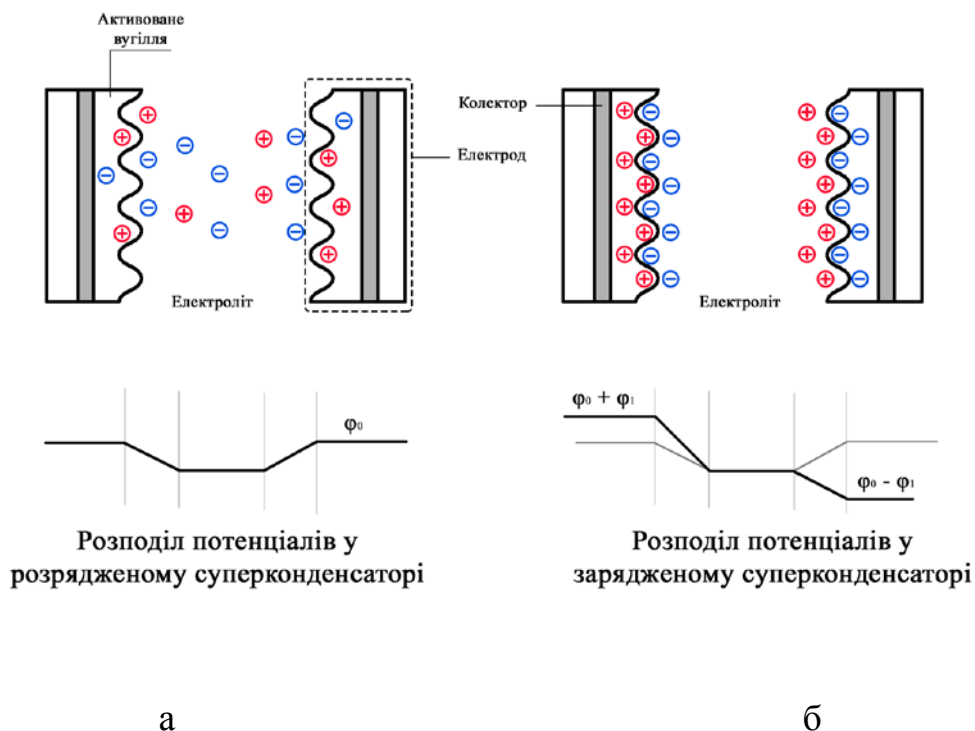 Активоване
вугілля
Колектор
Електрод
Електроліт
Електроліт
φ₀
φ₀ + φ₁
φ₀ - φ₁
Розподіл потенціалів у
розрядженому суперконденсаторі
Розподіл потенціалів у
зарядженому суперконденсаторі
а
б